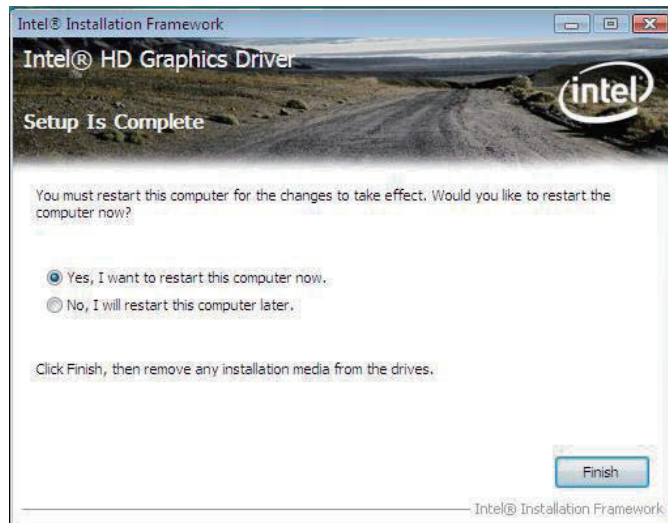 Intel® Installation Framework
Intel® HD Graphics Driver
intel
Setup Is Complete
You must restart this computer for the changes to take effect. Would you like to restart the
computer now?
Yes, I want to restart this computer now.
No, I will restart this computer later.
Click Finish, then remove any installation media from the drives.
Finish
Intel® Installation Framework